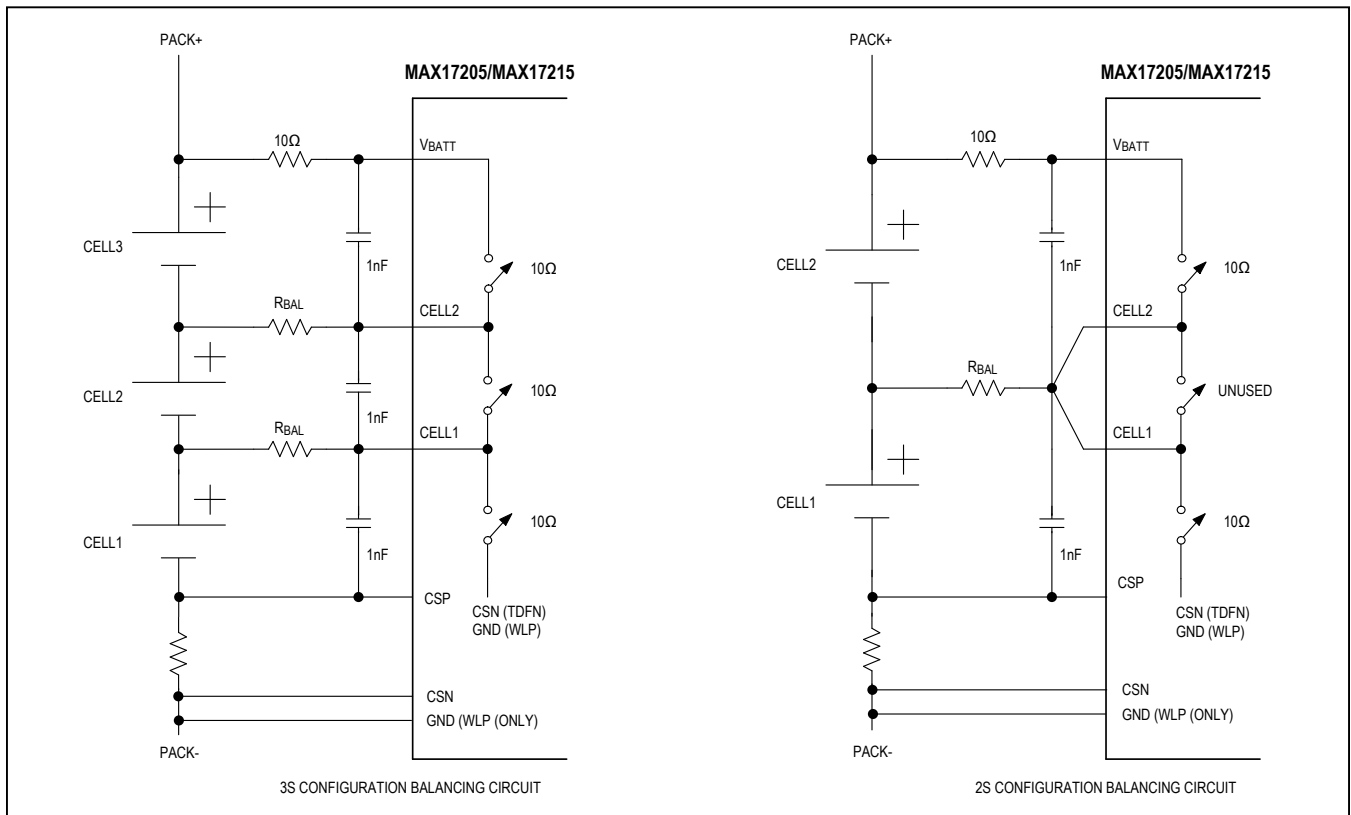 PACK+
MAX17205/MAX17215
10Ω
VBATT
CELL3
1nF
10Ω
RBAL
CELL2
CELL2
1nF
10Ω
RBAL
CELL1
CELL1
1nF
10Ω
CSP
CSN (TDFN)
GND (WLP)
CSN
GND (WLP (ONLY)
PACK-
3S CONFIGURATION BALANCING CIRCUIT
PACK+
MAX17205/MAX17215
10Ω
VBATT
CELL2
1nF
10Ω
CELL2
RBAL
UNUSED
CELL1
CELL1
1nF
10Ω
CSP
CSN (TDFN)
GND (WLP)
CSN
GND (WLP (ONLY)
PACK-
2S CONFIGURATION BALANCING CIRCUIT